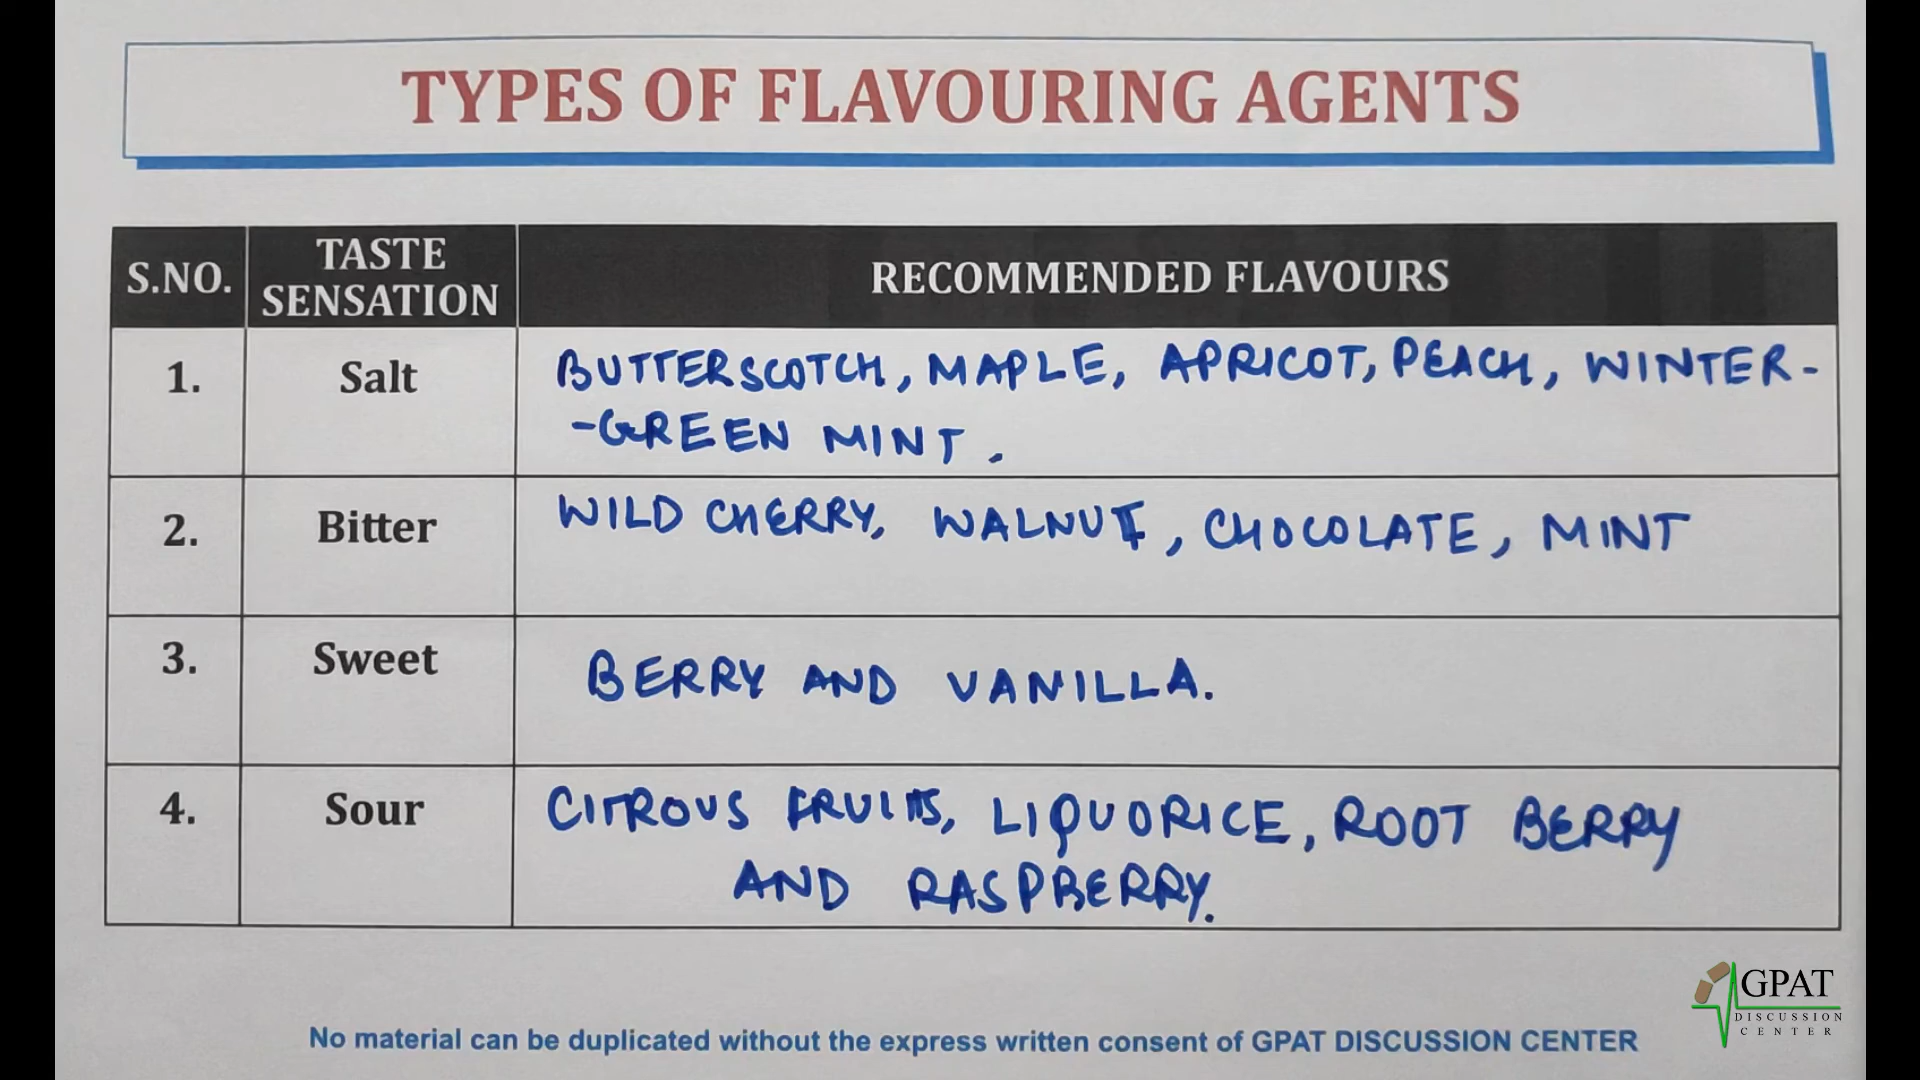 TYPES OF FLAVOURING AGENTS
S.NO. TASTE SENSATION RECOMMENDED FLAVOURS
1. Salt BUTTERSCOTCH, MAPLE, APRICOT, PEACH, WINTER-
-GREEN MINT.
2. Bitter WILD CHERRY, WALNUT, CHOCOLATE, MINT
3. Sweet BERRY AND VANILLA.
4. Sour CITROUS FRUITS, LIQUORICE, ROOT BERRY
AND RASPBERRY.
GPAT
DISCUSSION
CENTER
No material can be duplicated without the express written consent of GPAT DISCUSSION CENTER